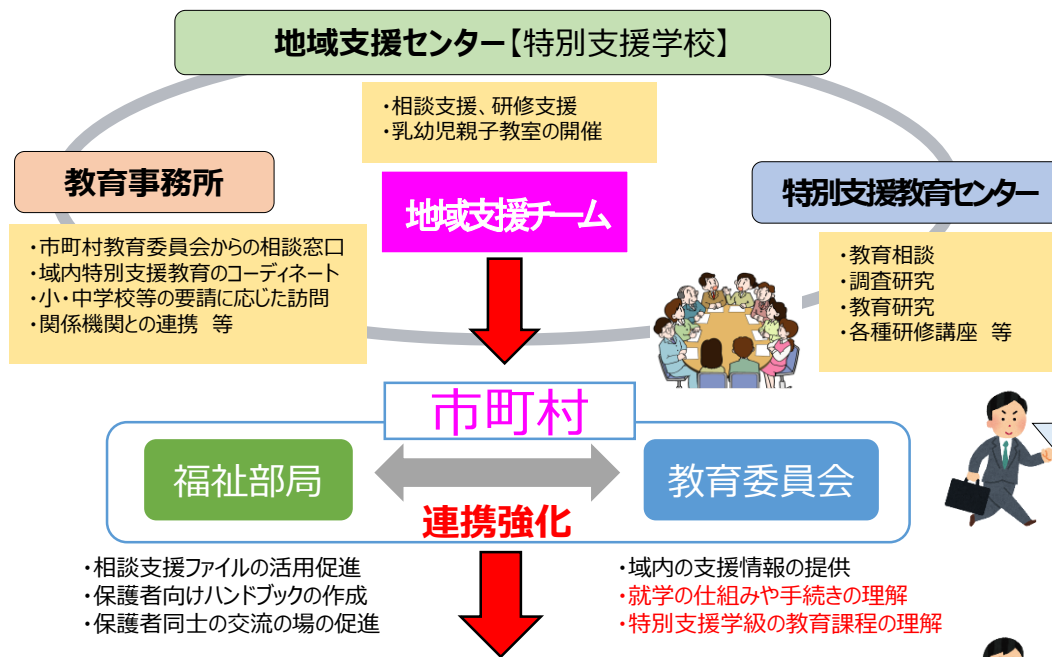 地域支援センター【特別支援学校】
・相談支援、研修支援
・乳幼児親子教室の開催
教育事務所
・市町村教育委員会からの相談窓口
・域内特別支援教育のコーディネート
・小・中学校等の要請に応じた訪問
・関係機関との連携　等
地域支援チーム
特別支援教育センター
・教育相談
・調査研究
・教育研究
・各種研修講座　等
市町村
福祉部局
教育委員会
連携強化
・相談支援ファイルの活用促進
・保護者向けハンドブックの作成
・保護者同士の交流の場の促進
・域内の支援情報の提供
・就学の仕組みや手続きの理解
・特別支援学級の教育課程の理解